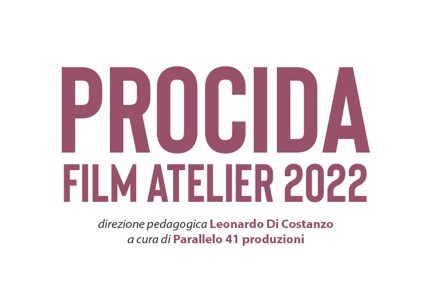 PROCIDA
FILM ATELIER 2022
direzione pedagogica Leonardo Di Costanzo
a cura di Parallelo 41 produzioni